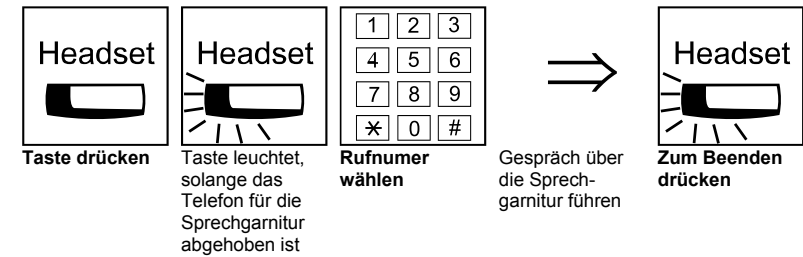 Headset
Headset
1 2 3
4 5 6
7 8 9
* 0 #
Headset
Taste drücken
Taste leuchtet,
solange das
Telefon für die
Sprechgarnitur
abgehoben ist
Rufnumer
wählen
Gespräch über
die Sprech-
garnitur führen
Zum Beenden
drücken